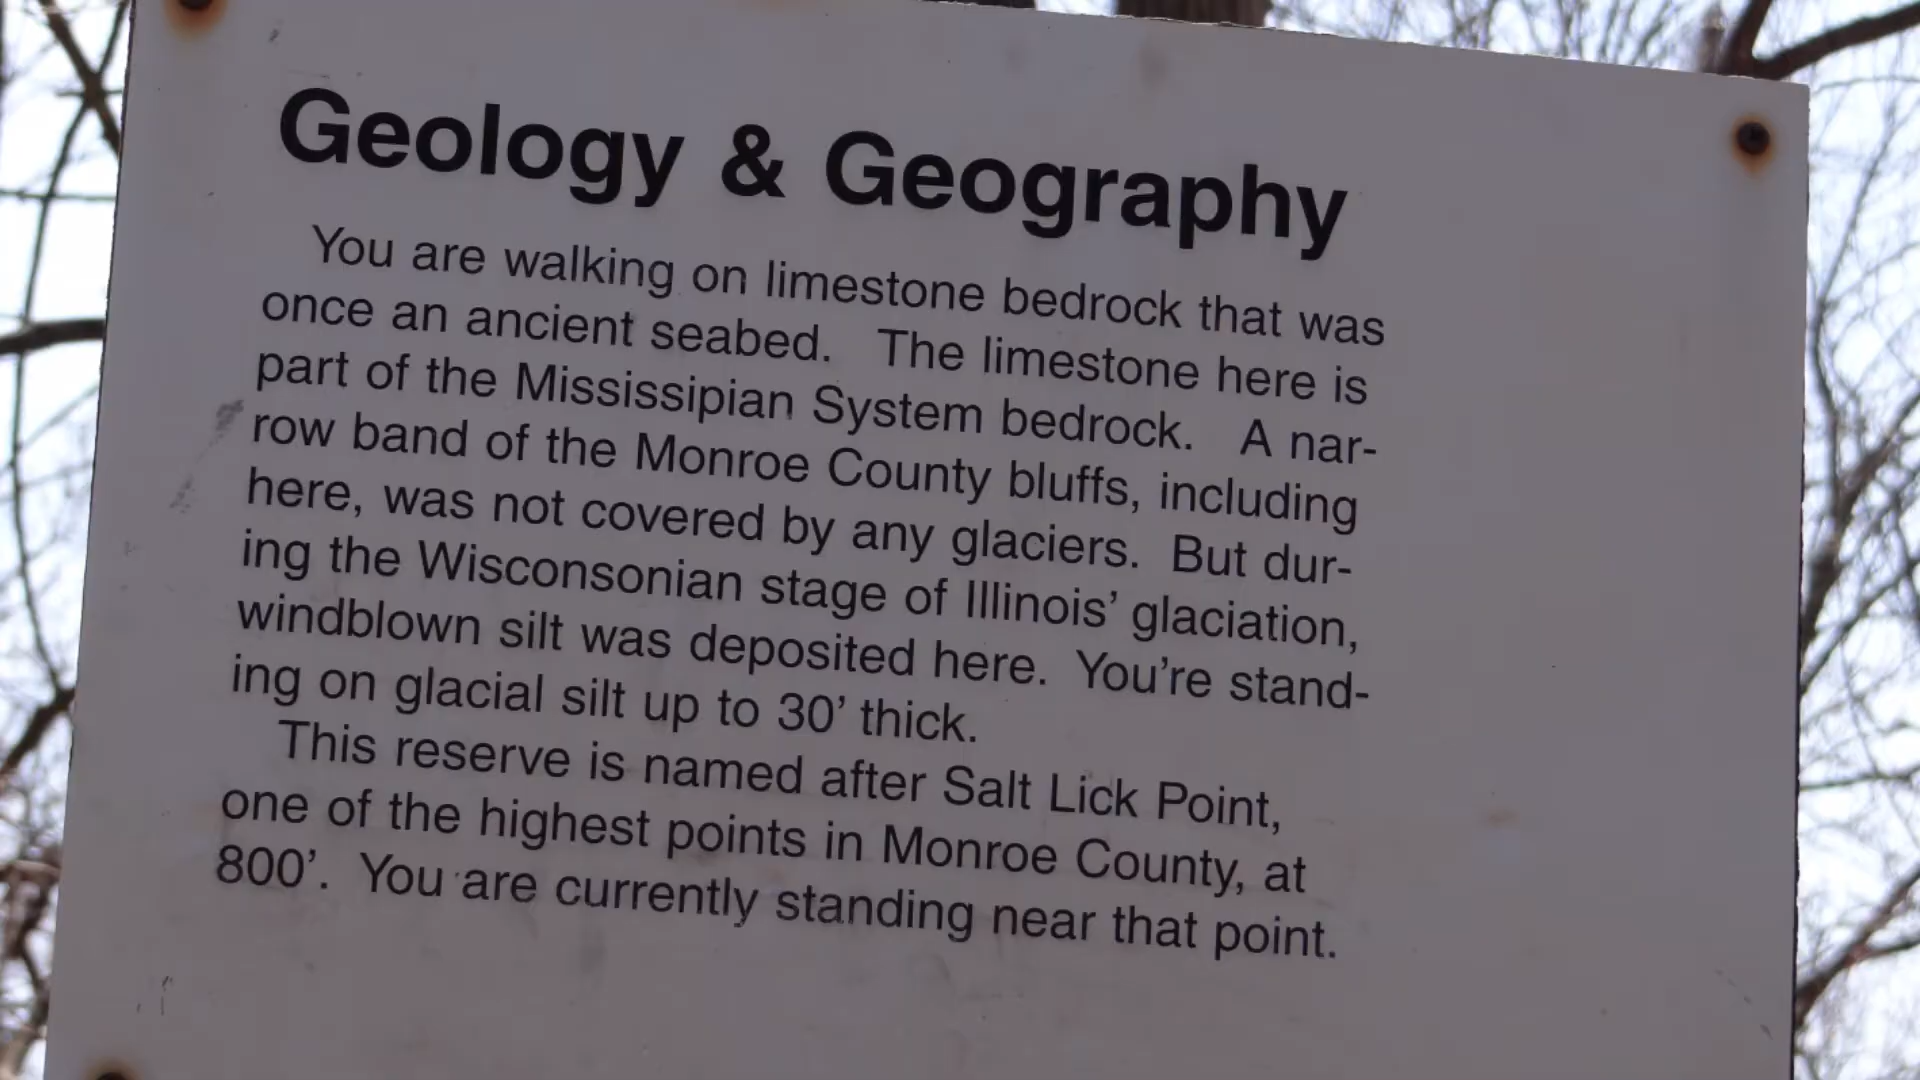 Geology & Geography
You are walking on limestone bedrock that was
once an ancient seabed. The limestone here is
part of the Mississipian System bedrock. A nar-
row band of the Monroe County bluffs, including
here, was not covered by any glaciers. But dur-
ing the Wisconsonian stage of Illinois’ glaciation,
windblown silt was deposited here. You’re stand-
ing on glacial silt up to 30’ thick.
This reserve is named after Salt Lick Point,
one of the highest points in Monroe County, at
800’. You are currently standing near that point.